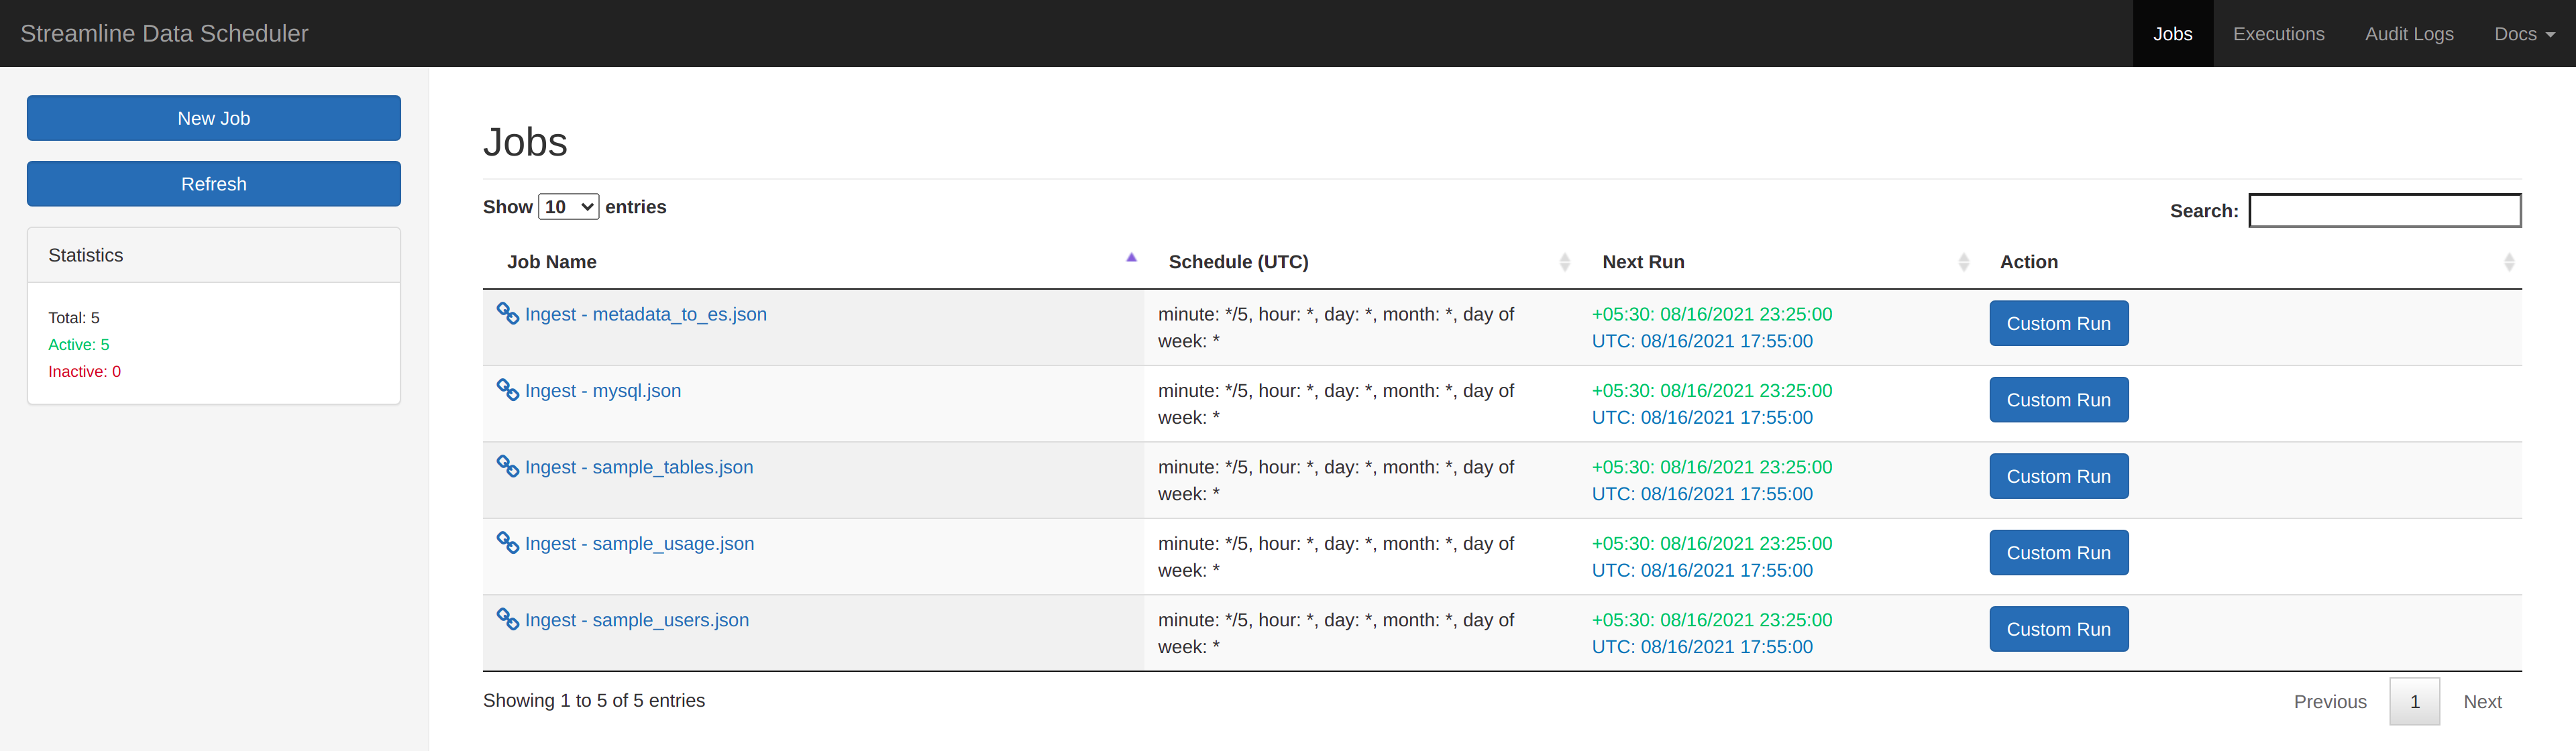 Streamline Data Scheduler
Jobs Executions Audit Logs Docs
New Job
Refresh
Statistics
Total: 5
Active: 5
Inactive: 0
Jobs
Show 10 entries
Search:
Job Name Schedule (UTC) Next Run Action
Ingest - metadata_to_es.json
minute: */5, hour: *, day: *, month: *, day of
week: *
+05:30: 08/16/2021 23:25:00
UTC: 08/16/2021 17:55:00
Custom Run
Ingest - mysql.json
minute: */5, hour: *, day: *, month: *, day of
week: *
+05:30: 08/16/2021 23:25:00
UTC: 08/16/2021 17:55:00
Custom Run
Ingest - sample_tables.json
minute: */5, hour: *, day: *, month: *, day of
week: *
+05:30: 08/16/2021 23:25:00
UTC: 08/16/2021 17:55:00
Custom Run
Ingest - sample_usage.json
minute: */5, hour: *, day: *, month: *, day of
week: *
+05:30: 08/16/2021 23:25:00
UTC: 08/16/2021 17:55:00
Custom Run
Ingest - sample_users.json
minute: */5, hour: *, day: *, month: *, day of
week: *
+05:30: 08/16/2021 23:25:00
UTC: 08/16/2021 17:55:00
Custom Run
Showing 1 to 5 of 5 entries
Previous 1 Next